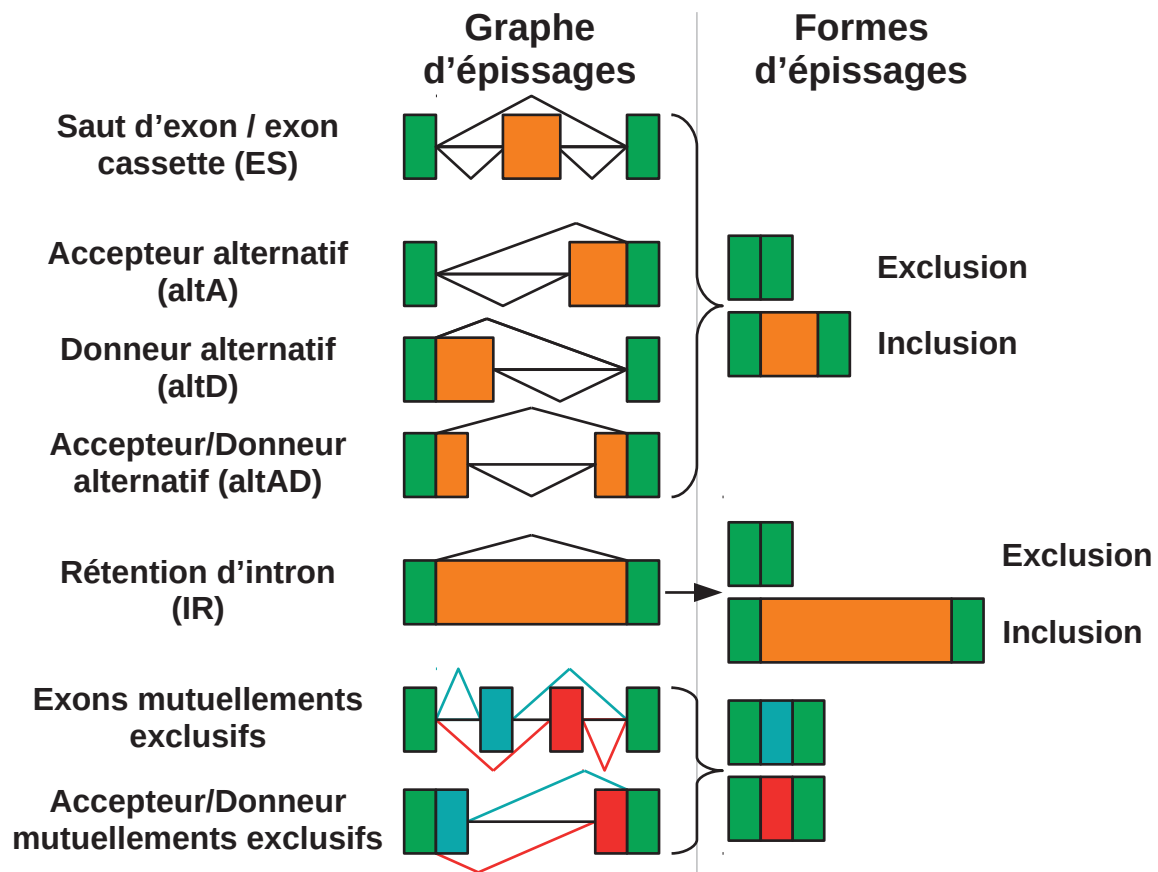 Graphe
d’épissages
Formes
d’épissages
Saut d’exon / exon
cassette (ES)
Accepteur alternatif
(altA)
Donneur alternatif
(altD)
Accepteur/Donneur
alternatif (altAD)
Exclusion
Inclusion
Rétention d’intron
(IR)
Exclusion
Inclusion
Exons mutuellements
exclusifs
Accepteur/Donneur
mutuellements exclusifs